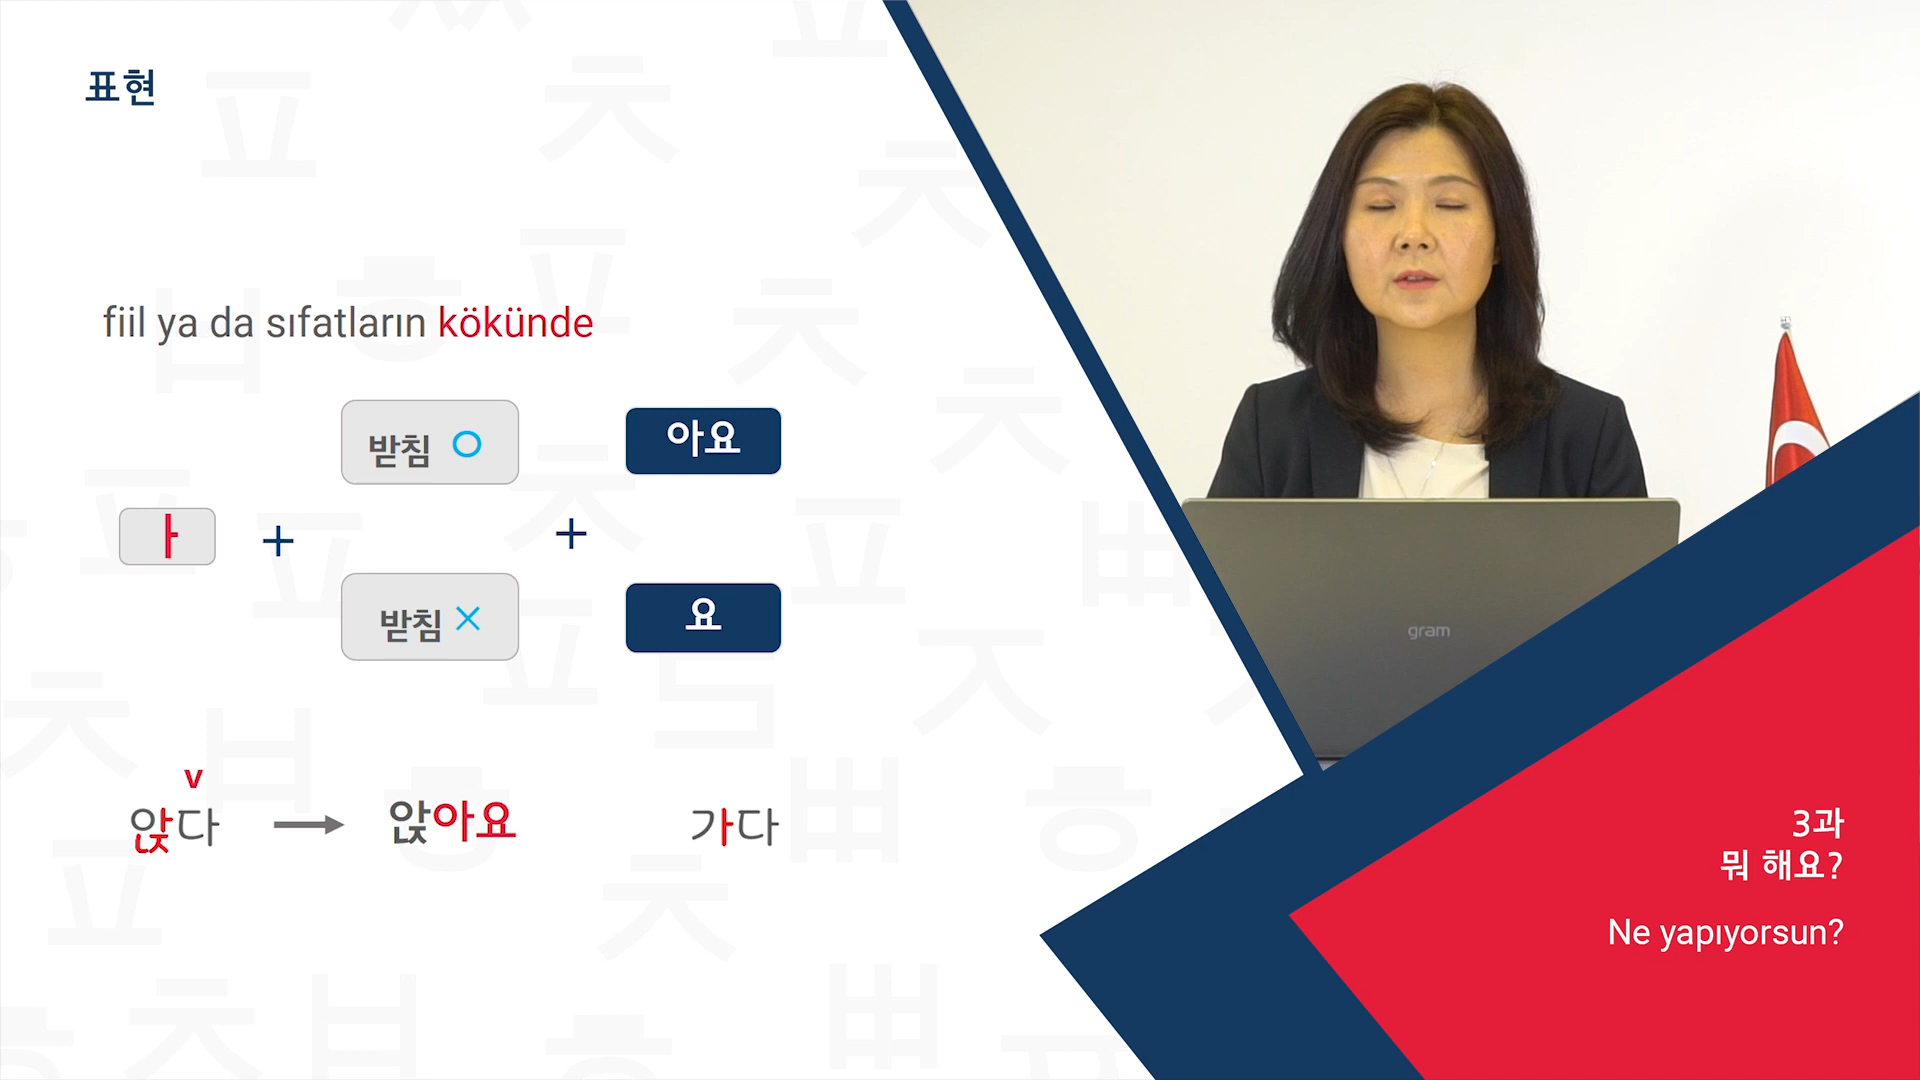 표현
fiil ya da sıfatların kökünde
받침 ○
아요
ㅏ
+
+
받침 ×
요
v
앉다 → 앉아요 가다
gram
3과
뭐 해요?
Ne yapıyorsun?